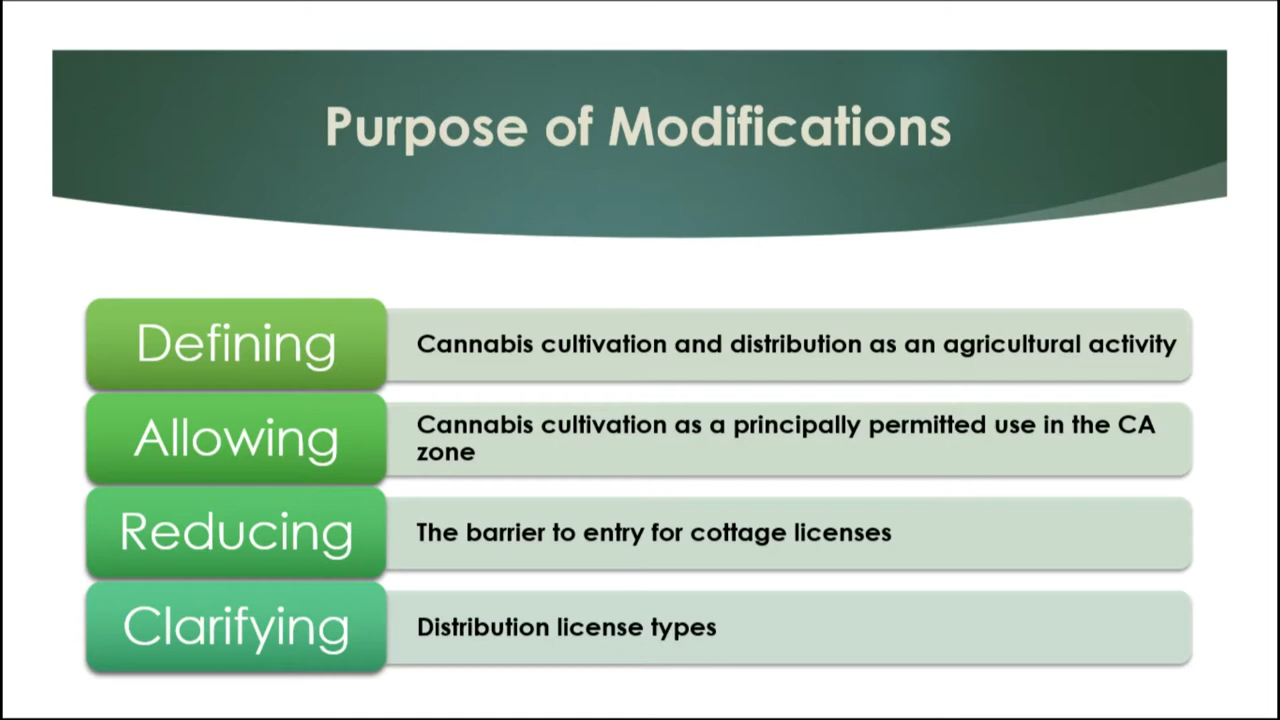 Purpose of Modifications
Defining
Cannabis cultivation and distribution as an agricultural activity
Allowing
Cannabis cultivation as a principally permitted use in the CA
zone
Reducing
The barrier to entry for cottage licenses
Clarifying
Distribution license types